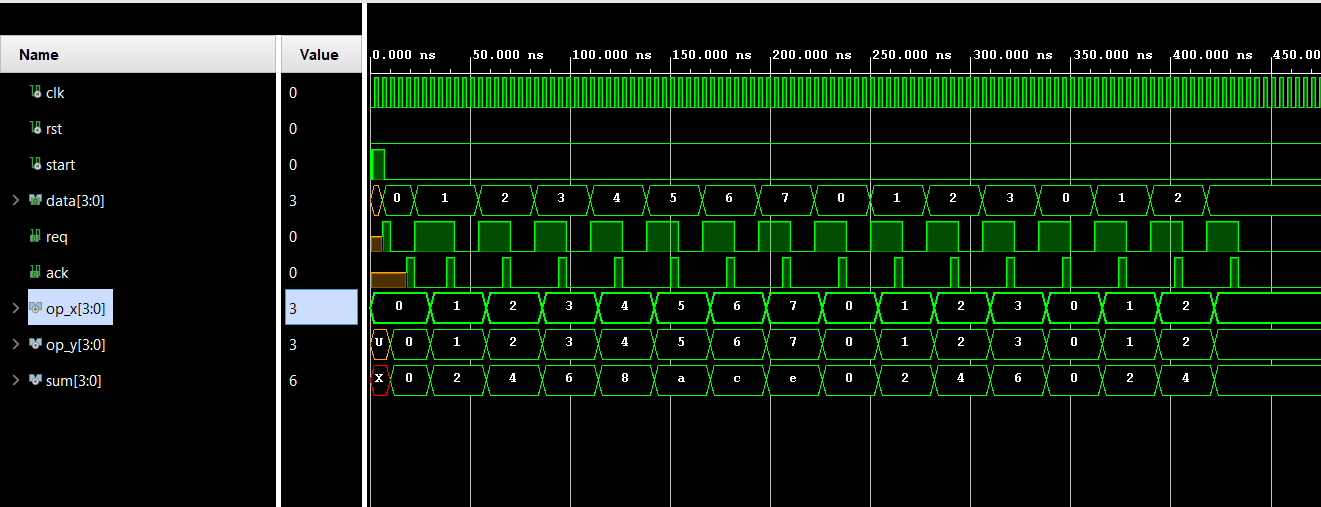 Name Value
0.000 ns 50.000 ns 100.000 ns 150.000 ns 200.000 ns 250.000 ns 300.000 ns 350.000 ns 400.000 ns 450.0
clk 0
rst 0
start 0
data[3:0] 3 0 1 2 3 4 5 6 7 0 1 2 3 0 1 2
req 0
ack 0
op_x[3:0] 3 0 1 2 3 4 5 6 7 0 1 2 3 0 1 2
op_y[3:0] 3 U 0 1 2 3 4 5 6 7 0 1 2 3 0 1 2
sum[3:0] 6 X 0 2 4 6 8 a c e 0 2 4 6 0 2 4